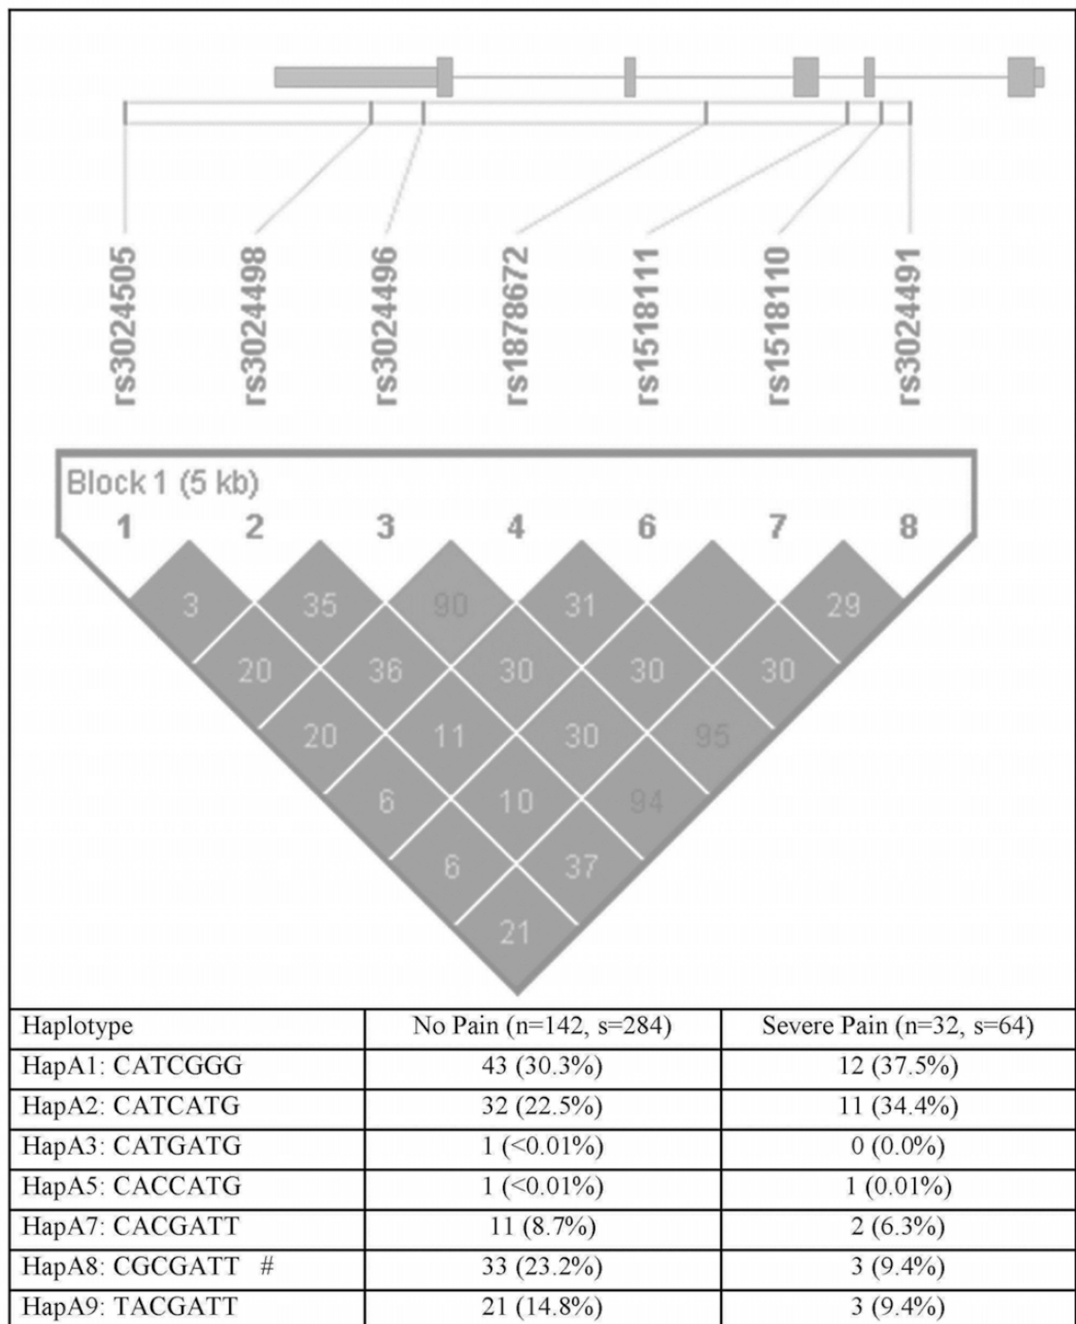 rs3024505
rs3024498
rs3024496
rs1878672
rs1518111
rs1518110
rs3024491
Block 1 (5 kb)
1 2 3 4 6 7 8
3 35 90 31 29
20 36 30 30 30
20 11 30 95
6 10 94
6 37
21
Haplotype No Pain (n=142, s=284) Severe Pain (n=32, s=64)
HapA1: CATCGGG 43 (30.3%) 12 (37.5%)
HapA2: CATCATG 32 (22.5%) 11 (34.4%)
HapA3: CATGATG 1 (<0.01%) 0 (0.0%)
HapA5: CACCATG 1 (<0.01%) 1 (0.01%)
HapA7: CACGATT 11 (8.7%) 2 (6.3%)
HapA8: CGCGATT # 33 (23.2%) 3 (9.4%)
HapA9: TACGATT 21 (14.8%) 3 (9.4%)